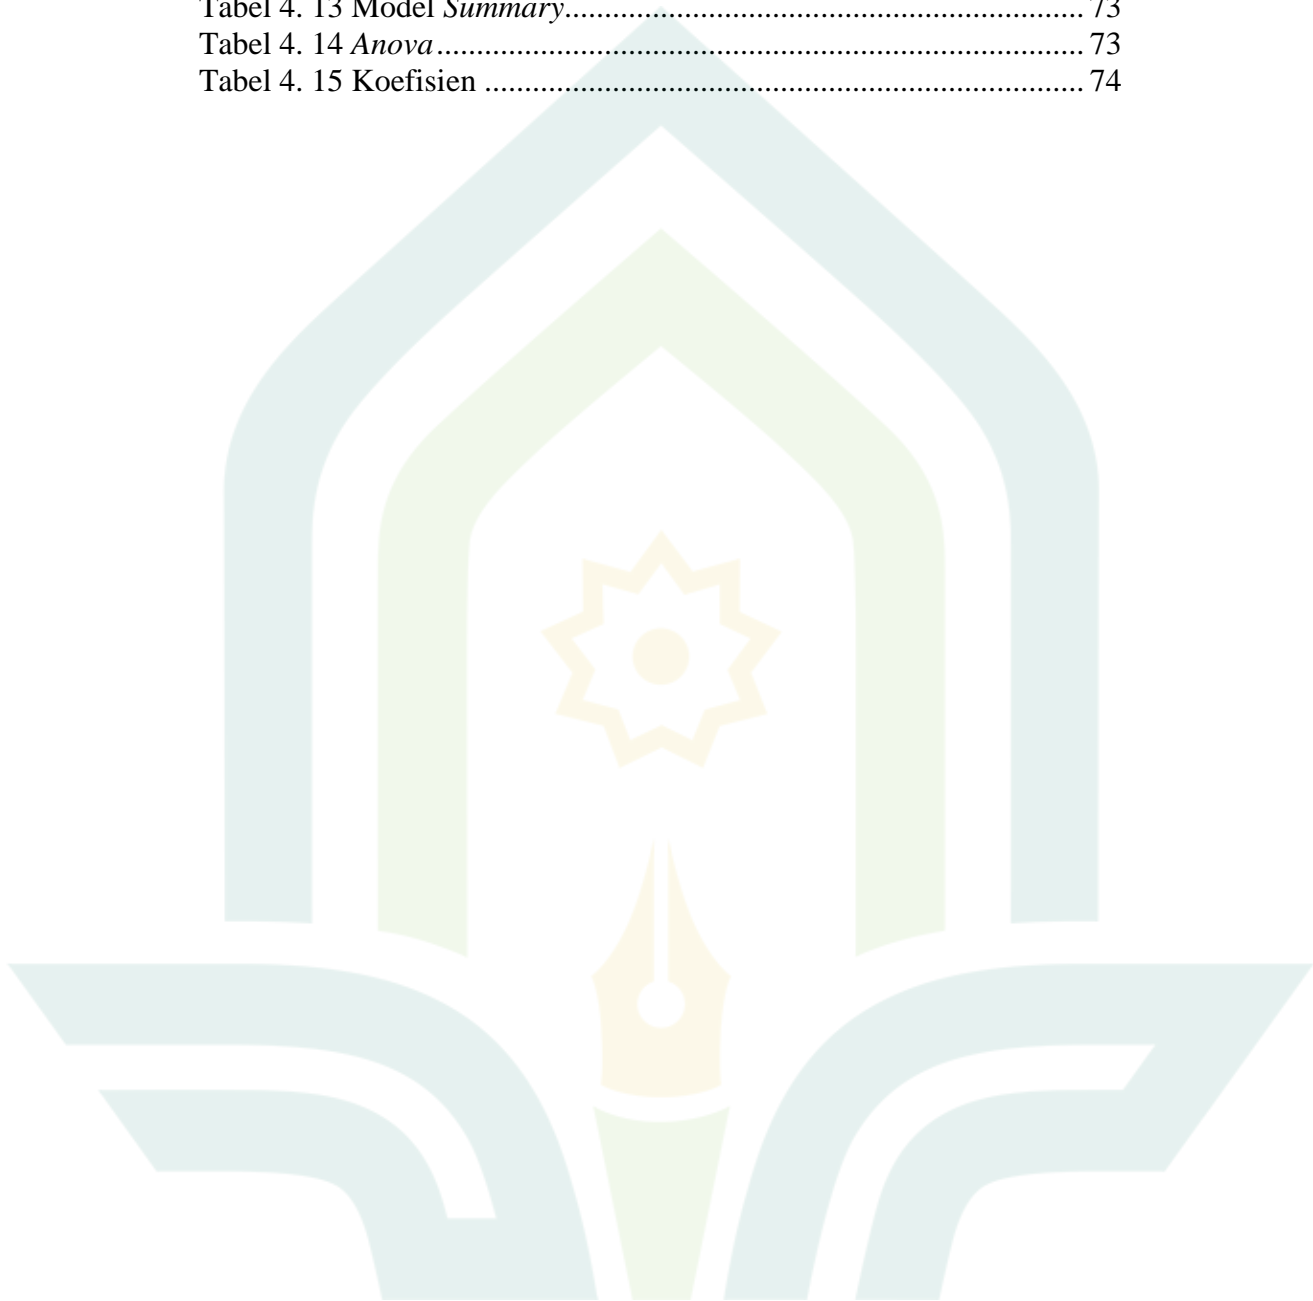 Tabel 4. 13 Model Summary................................................................. 73
Tabel 4. 14 Anova................................................................................. 73
Tabel 4. 15 Koefisien ........................................................................... 74